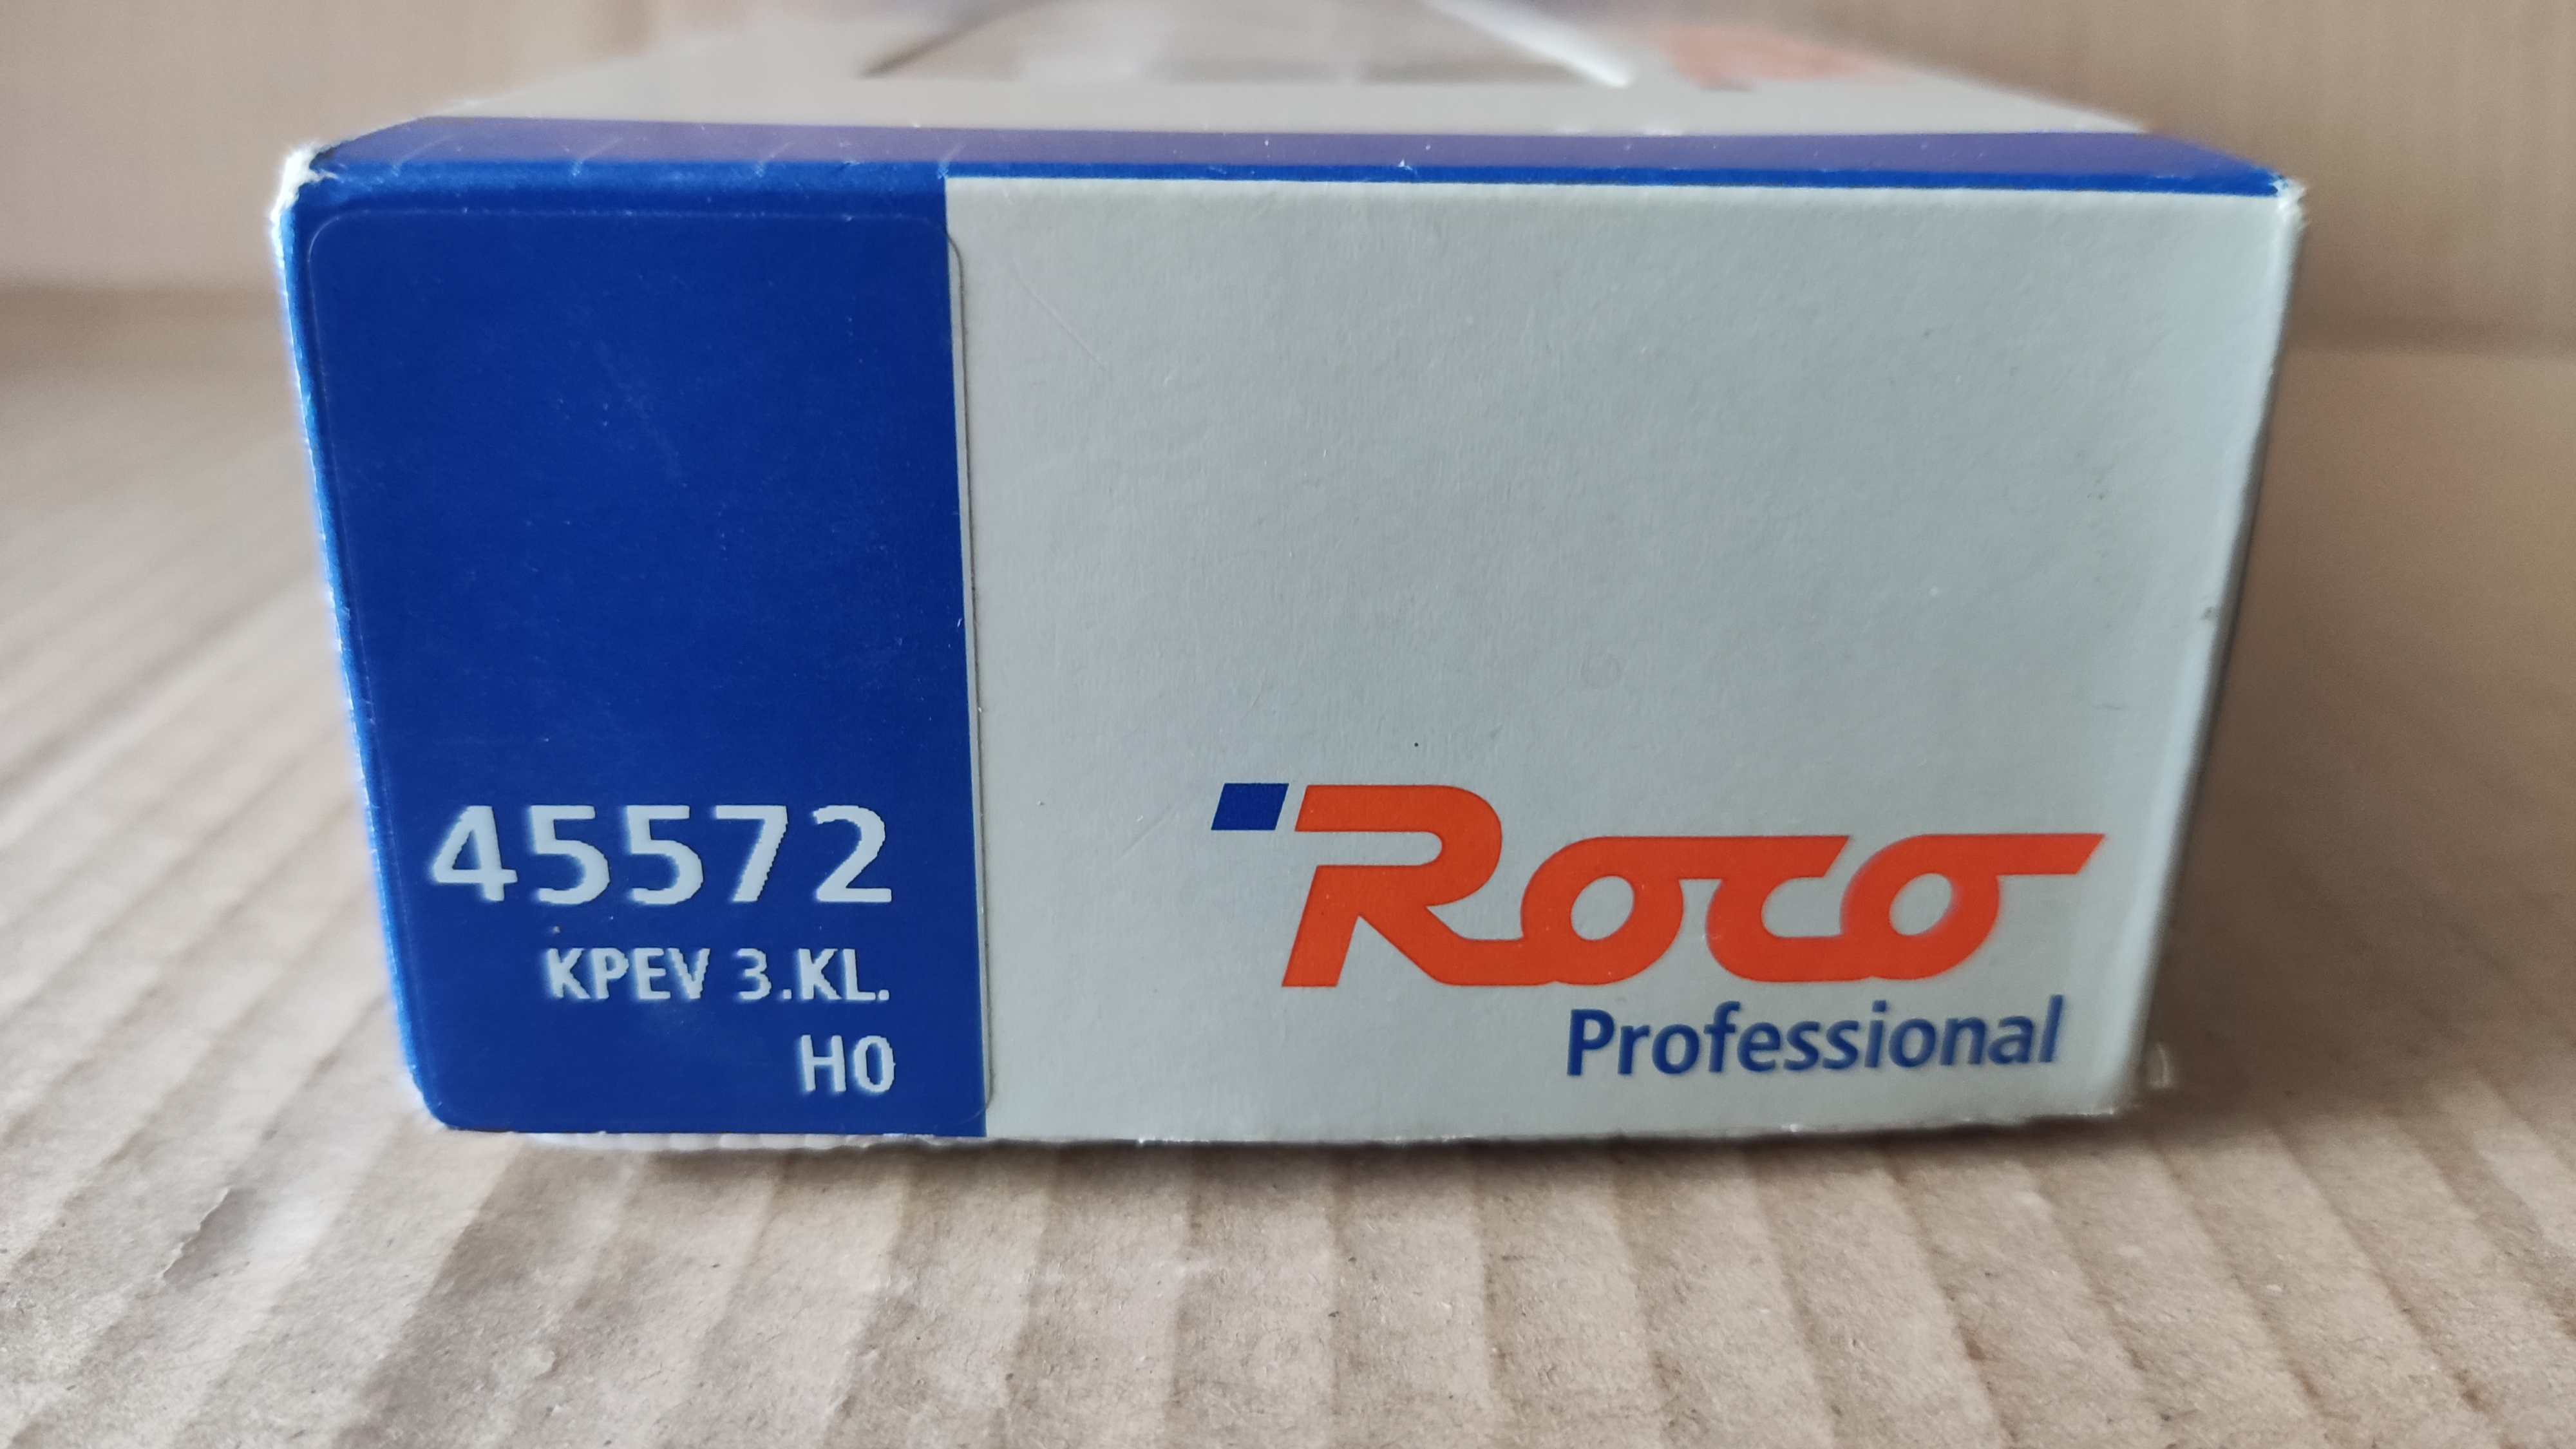 45572
KPEV 3.KL.
H0
Roco
Professional